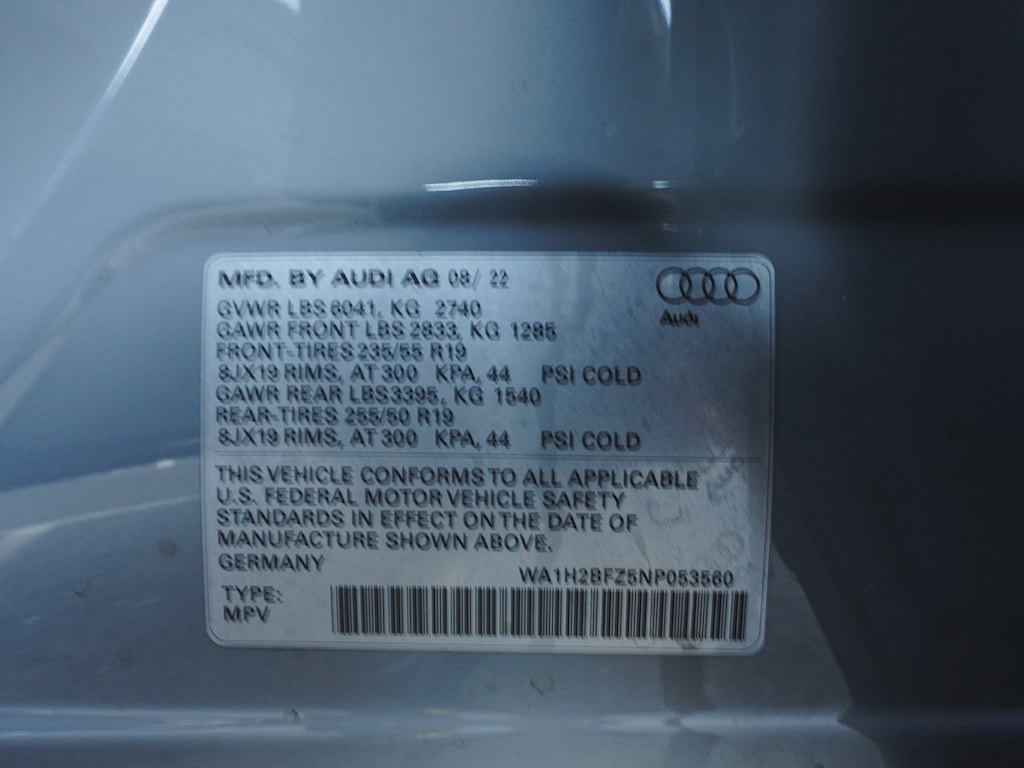 MFD. BY AUDI AG 08/ 22
Audi
GVWR LBS 6041, KG 2740
GAWR FRONT LBS 2833, KG 1285
FRONT-TIRES 235/55 R19
8JX19 RIMS, AT 300 KPA, 44 PSI COLD
GAWR REAR LBS3395, KG 1540
REAR-TIRES 255/50 R19
8JX19 RIMS, AT 300 KPA, 44 PSI COLD
THIS VEHICLE CONFORMS TO ALL APPLICABLE
U.S. FEDERAL MOTOR VEHICLE SAFETY
STANDARDS IN EFFECT ON THE DATE OF
MANUFACTURE SHOWN ABOVE.
GERMANY
WA1H2BFZ5NP053560
TYPE:
MPV